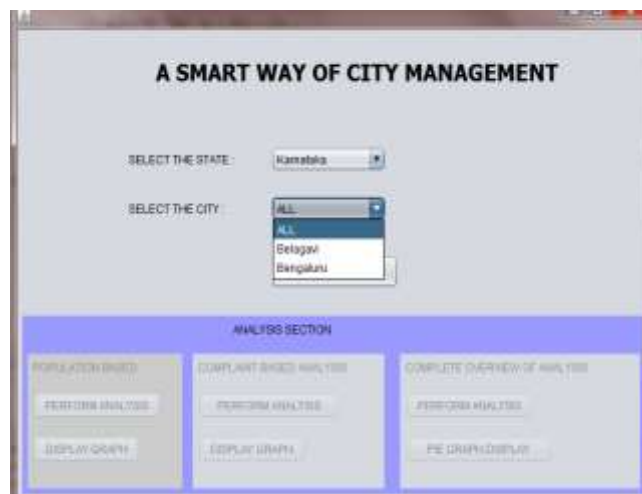 A SMART WAY OF CITY MANAGEMENT
SELECT THE STATE : Karnataka
SELECT THE CITY : ALL
ALL
Belagavi
Bengaluru
ANALYSIS SECTION
POPULATION BASED
PERFORM ANALYSIS
DISPLAY GRAPH
COMPLAINT BASED ANALYSIS
PERFORM ANALYSIS
DISPLAY GRAPH
COMPLETE OVERVIEW OF ANALYSIS
PERFORM ANALYSIS
PIE GRAPH DISPLAY